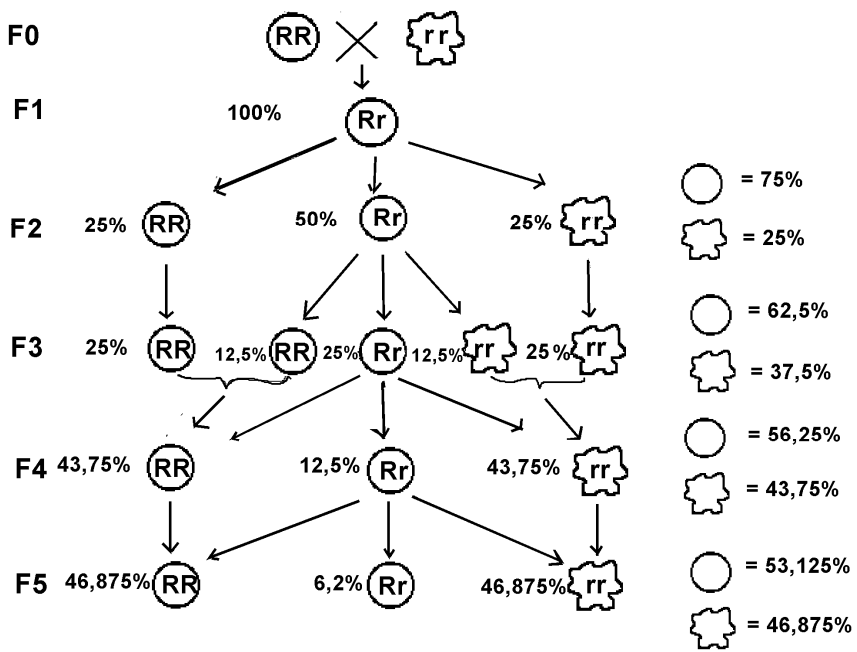 F0 RR rr
F1 100% Rr
= 75%
F2 25% RR 50% Rr 25% rr
= 25%
= 62,5%
F3 25% RR 12,5% RR 25% Rr 12,5% rr 25% rr
= 37,5%
= 56,25%
F4 43,75% RR 12,5% Rr 43,75% rr
= 43,75%
= 53,125%
F5 46,875% RR 6,2% Rr 46,875% rr
= 46,875%